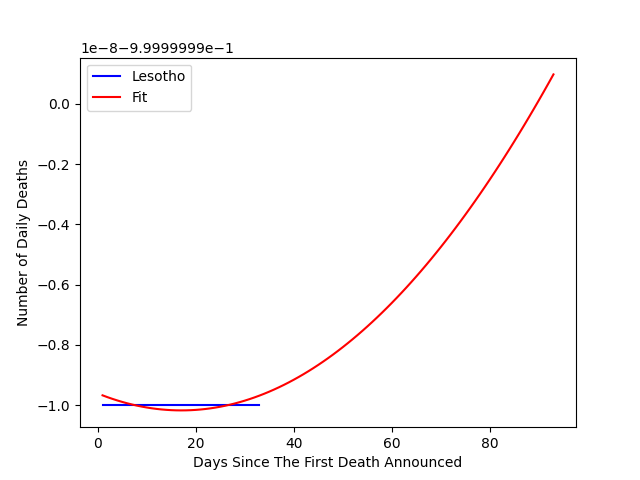 1e−8−9.9999999e−1
Lesotho
Fit
Number of Daily Deaths
0.0
−0.2
−0.4
−0.6
−0.8
−1.0
0 20 40 60 80
Days Since The First Death Announced